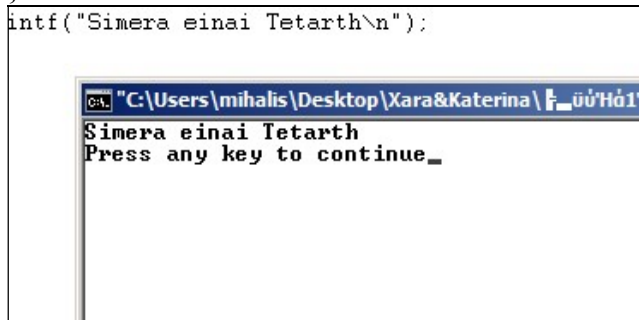 intf("Simera einai Tetarth\n");
"C:\Users\mihalis\Desktop\Xara&Katerina\
Simera einai Tetarth
Press any key to continue_